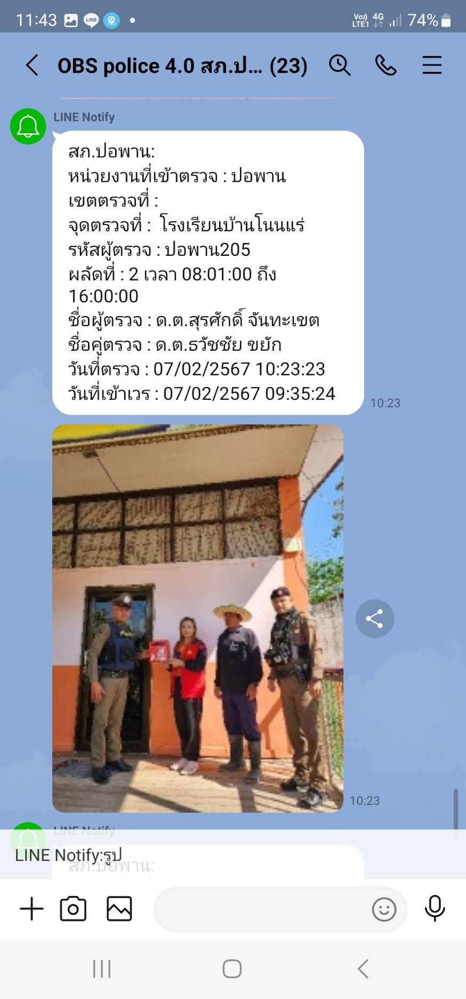 11:43
LINE
Vo)) 4G
LTE1
74%
OBS police 4.0 สภ.ป... (23)
LINE Notify
สภ.ปอพาน:
หน่วยงานที่เข้าตรวจ : ปอพาน
เขตตรวจที่ :
จุดตรวจที่ : โรงเรียนบ้านโนนแร่
รหัสผู้ตรวจ : ปอพาน205
ผลัดที่ : 2 เวลา 08:01:00 ถึง
16:00:00
ชื่อผู้ตรวจ : ด.ต.สุรศักดิ์ จันทะเขต
ชื่อคู่ตรวจ : ด.ต.ธวัชชัย ขยัก
วันที่ตรวจ : 07/02/2567 10:23:23
วันที่เข้าเวร : 07/02/2567 09:35:24
10:23
10:23
LINE Notify
LINE Notify:รูป
สภ.ปอพาน: